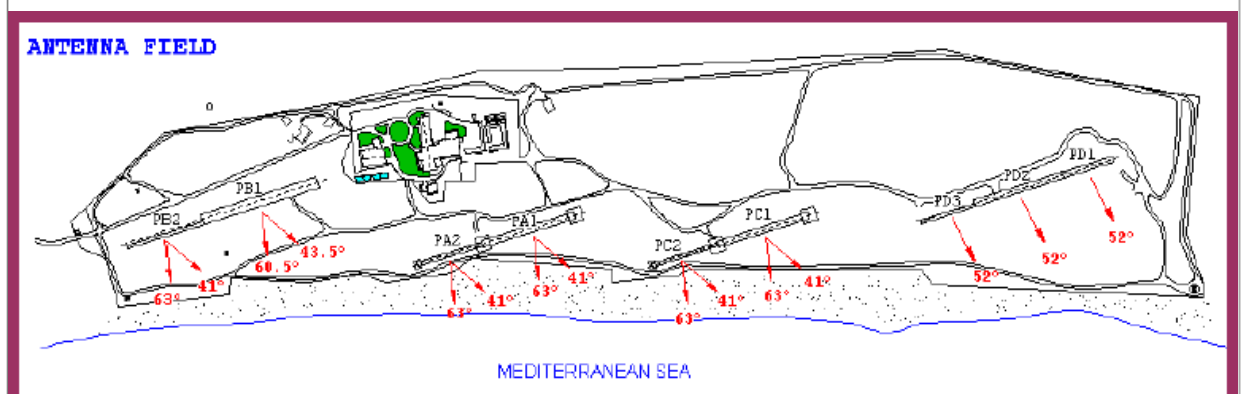 ANTENNA FIELD
PB1
PB2
43.5°
60.5°
41°
63°
PA1
PA2
41°
63°
41°
63°
PC1
PC2
41°
63°
41°
63°
PD1
PD2
PD3
52°
52°
52°
MEDITERRANEAN SEA